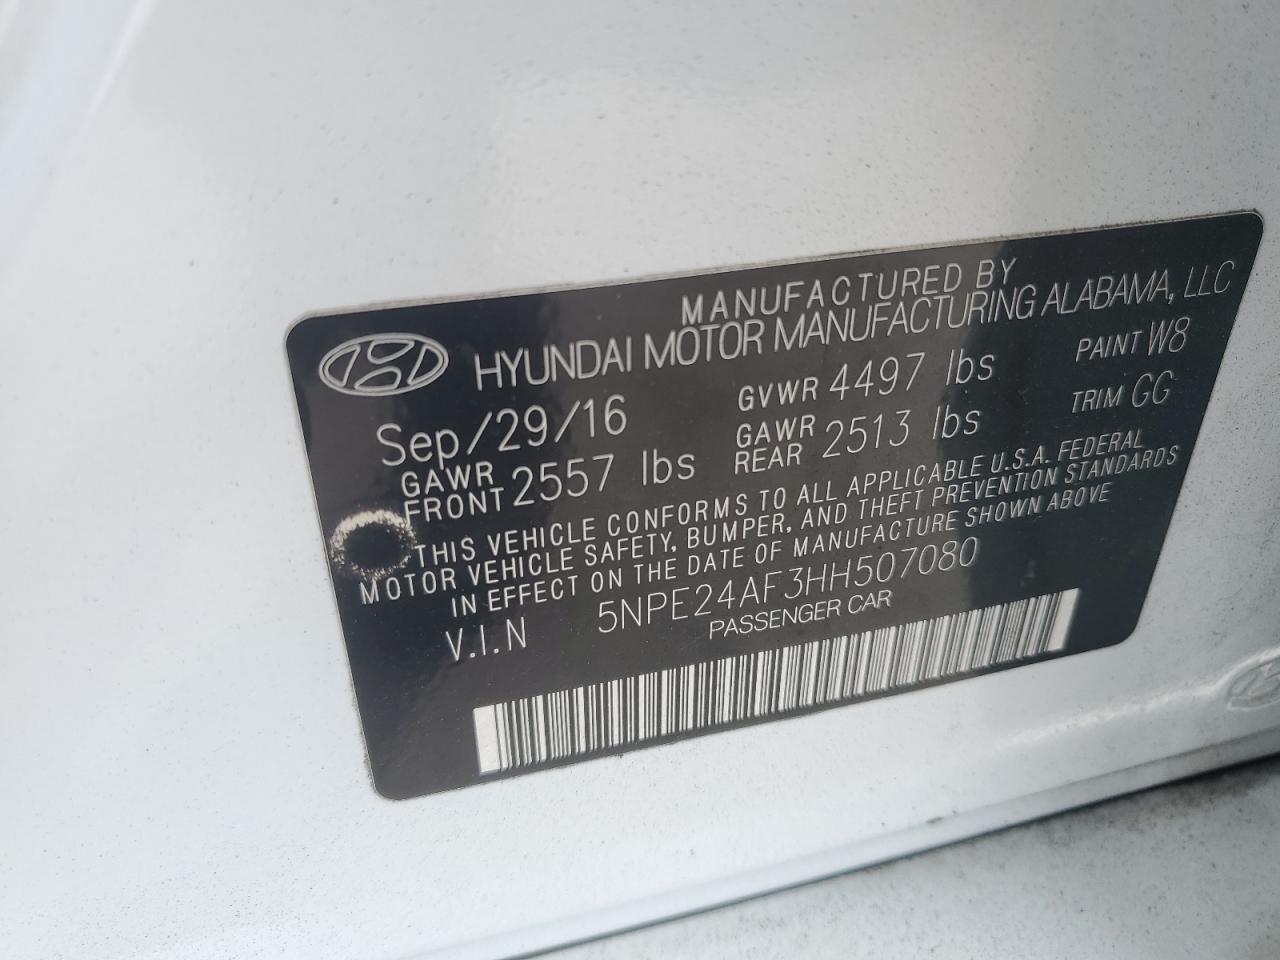 MANUFACTURED BY
HYUNDAI MOTOR MANUFACTURING ALABAMA, LLC
Sep/29/16 GVWR 4497 lbs PAINT W8
GAWR FRONT 2557 lbs GAWR REAR 2513 lbs TRIM GG
THIS VEHICLE CONFORMS TO ALL APPLICABLE U.S.A. FEDERAL
MOTOR VEHICLE SAFETY, BUMPER, AND THEFT PREVENTION STANDARDS
IN EFFECT ON THE DATE OF MANUFACTURE SHOWN ABOVE
V.I.N 5NPE24AF3HH507080
PASSENGER CAR